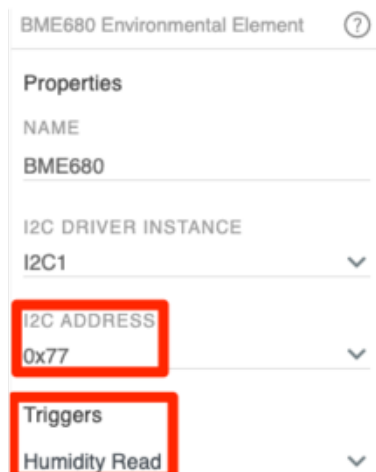 BME680 Environmental Element ?
Properties
NAME
BME680
I2C DRIVER INSTANCE
I2C1
I2C ADDRESS
0x77
Triggers
Humidity Read